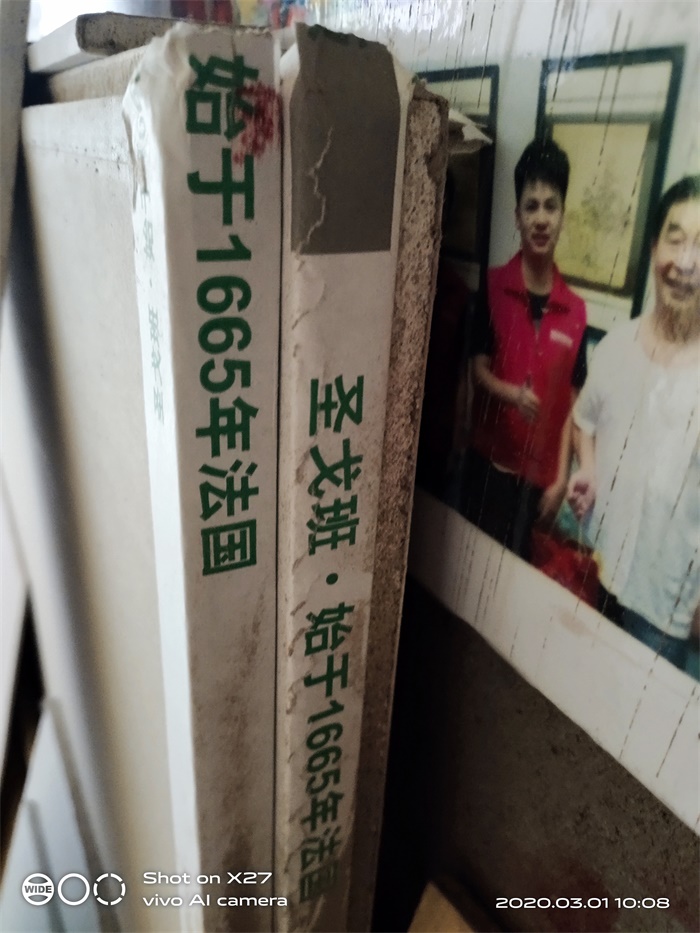 始于1665年法国
圣戈班·始于1665年法国
WIDE
Shot on X27
vivo AI camera
2020.03.01 10:08